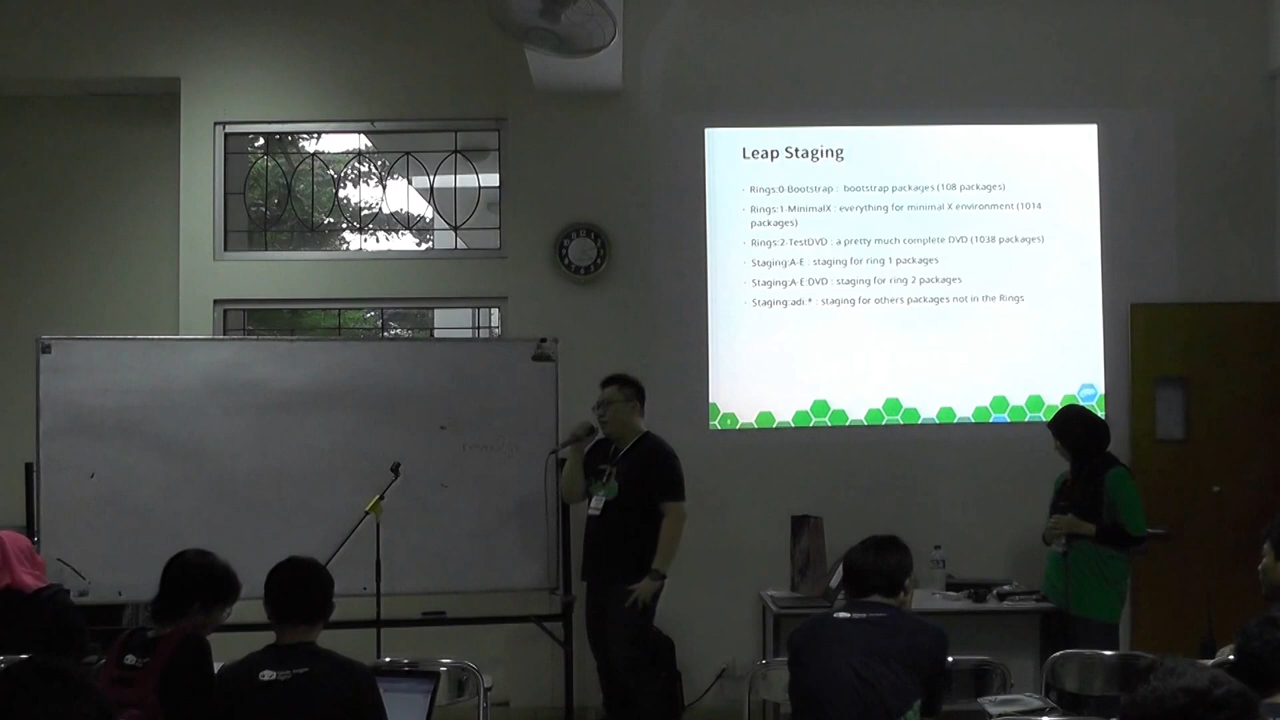 Leap Staging
· Rings:0-Bootstrap : bootstrap packages (108 packages)
· Rings:1-MinimalX : everything for minimal X environment (1014
packages)
· Rings:2-TestDVD : a pretty much complete DVD (1038 packages)
· Staging:A-E : staging for ring 1 packages
· Staging:A-E:DVD : staging for ring 2 packages
· Staging:adi:* : staging for others packages not in the Rings